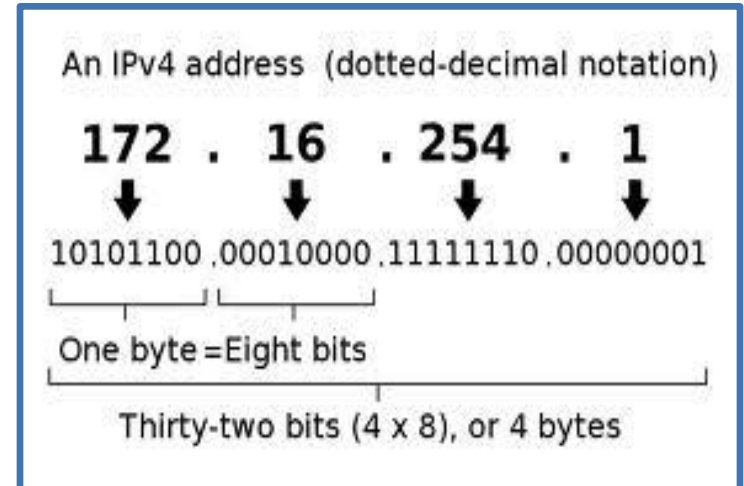 An IPv4 address (dotted-decimal notation)
172 . 16 . 254 . 1
10101100 .00010000 .11111110 .00000001
One byte =Eight bits
Thirty-two bits (4 x 8), or 4 bytes